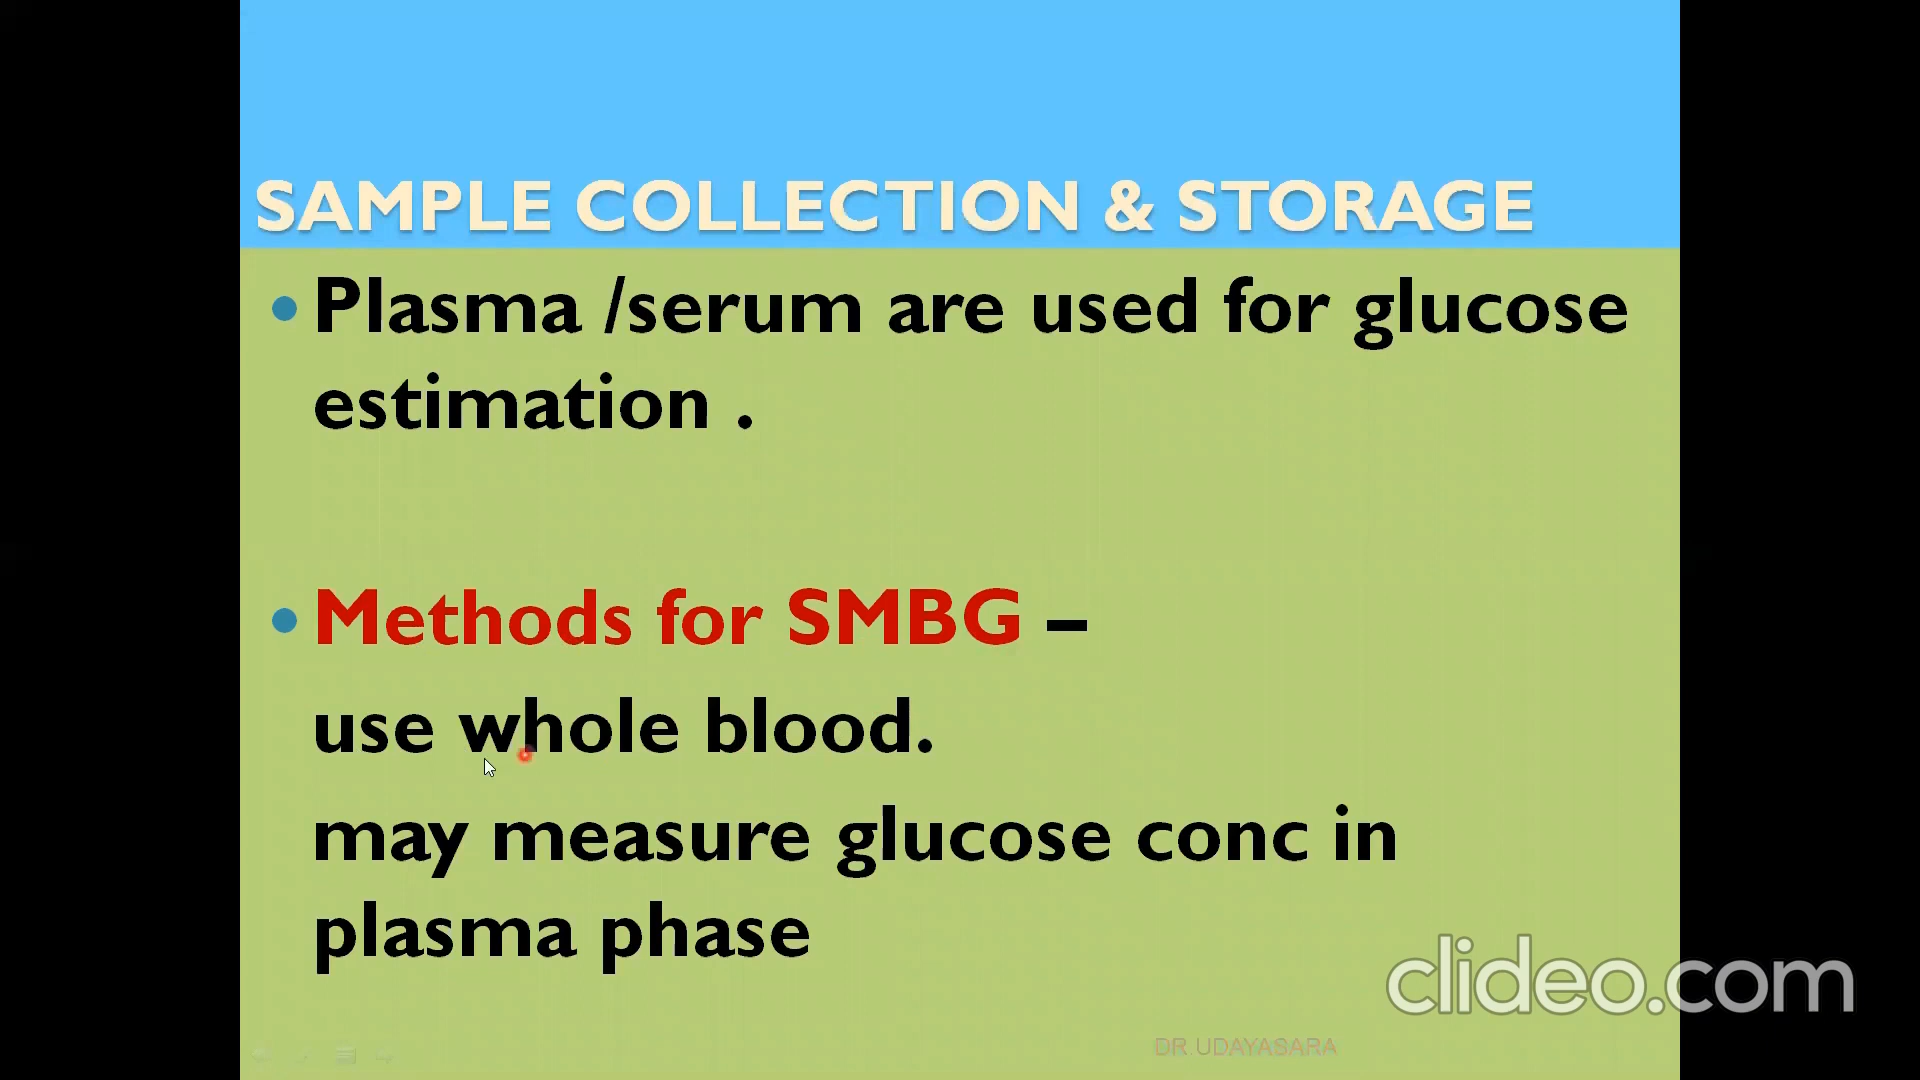 SAMPLE COLLECTION & STORAGE
• Plasma /serum are used for glucose
estimation .
• Methods for SMBG –
use whole blood.
may measure glucose conc in
plasma phase
clideo.com
DR.UDAYASARA